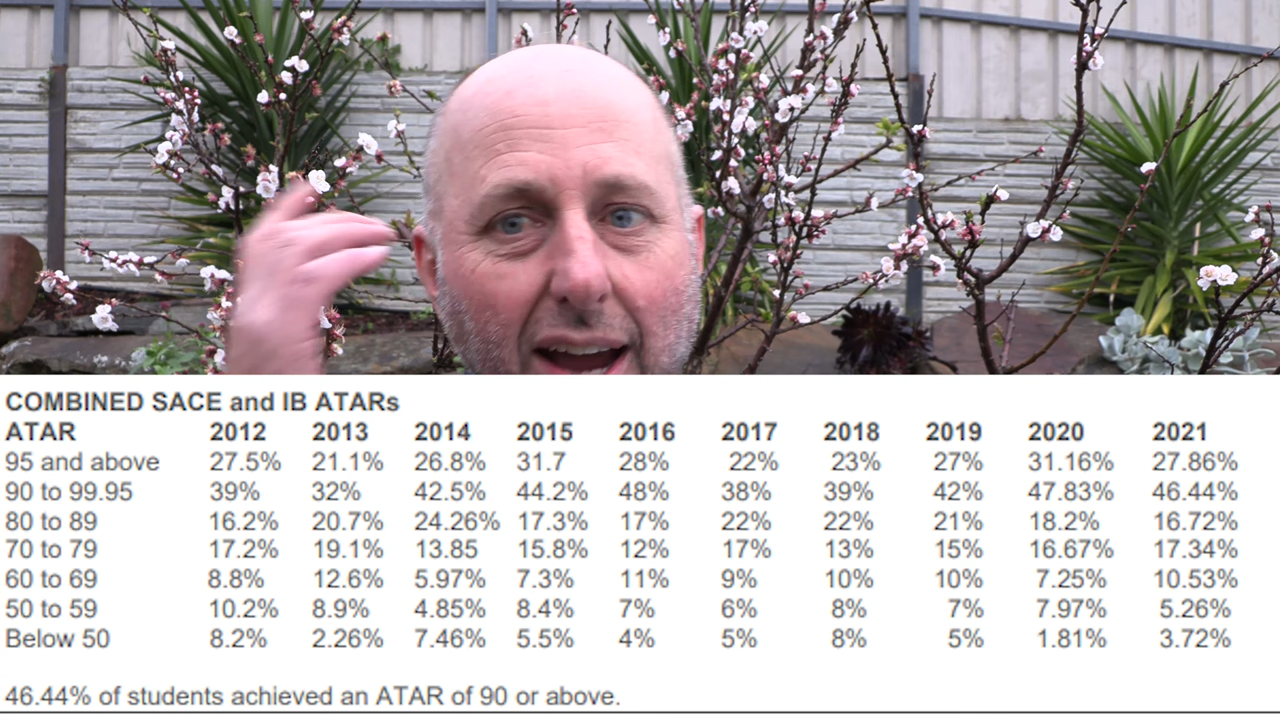 COMBINED SACE and IB ATARs
ATAR 2012 2013 2014 2015 2016 2017 2018 2019 2020 2021
95 and above 27.5% 21.1% 26.8% 31.7 28% 22% 23% 27% 31.16% 27.86%
90 to 99.95 39% 32% 42.5% 44.2% 48% 38% 39% 42% 47.83% 46.44%
80 to 89 16.2% 20.7% 24.26% 17.3% 17% 22% 22% 21% 18.2% 16.72%
70 to 79 17.2% 19.1% 13.85 15.8% 12% 17% 13% 15% 16.67% 17.34%
60 to 69 8.8% 12.6% 5.97% 7.3% 11% 9% 10% 10% 7.25% 10.53%
50 to 59 10.2% 8.9% 4.85% 8.4% 7% 6% 8% 7% 7.97% 5.26%
Below 50 8.2% 2.26% 7.46% 5.5% 4% 5% 8% 5% 1.81% 3.72%
46.44% of students achieved an ATAR of 90 or above.